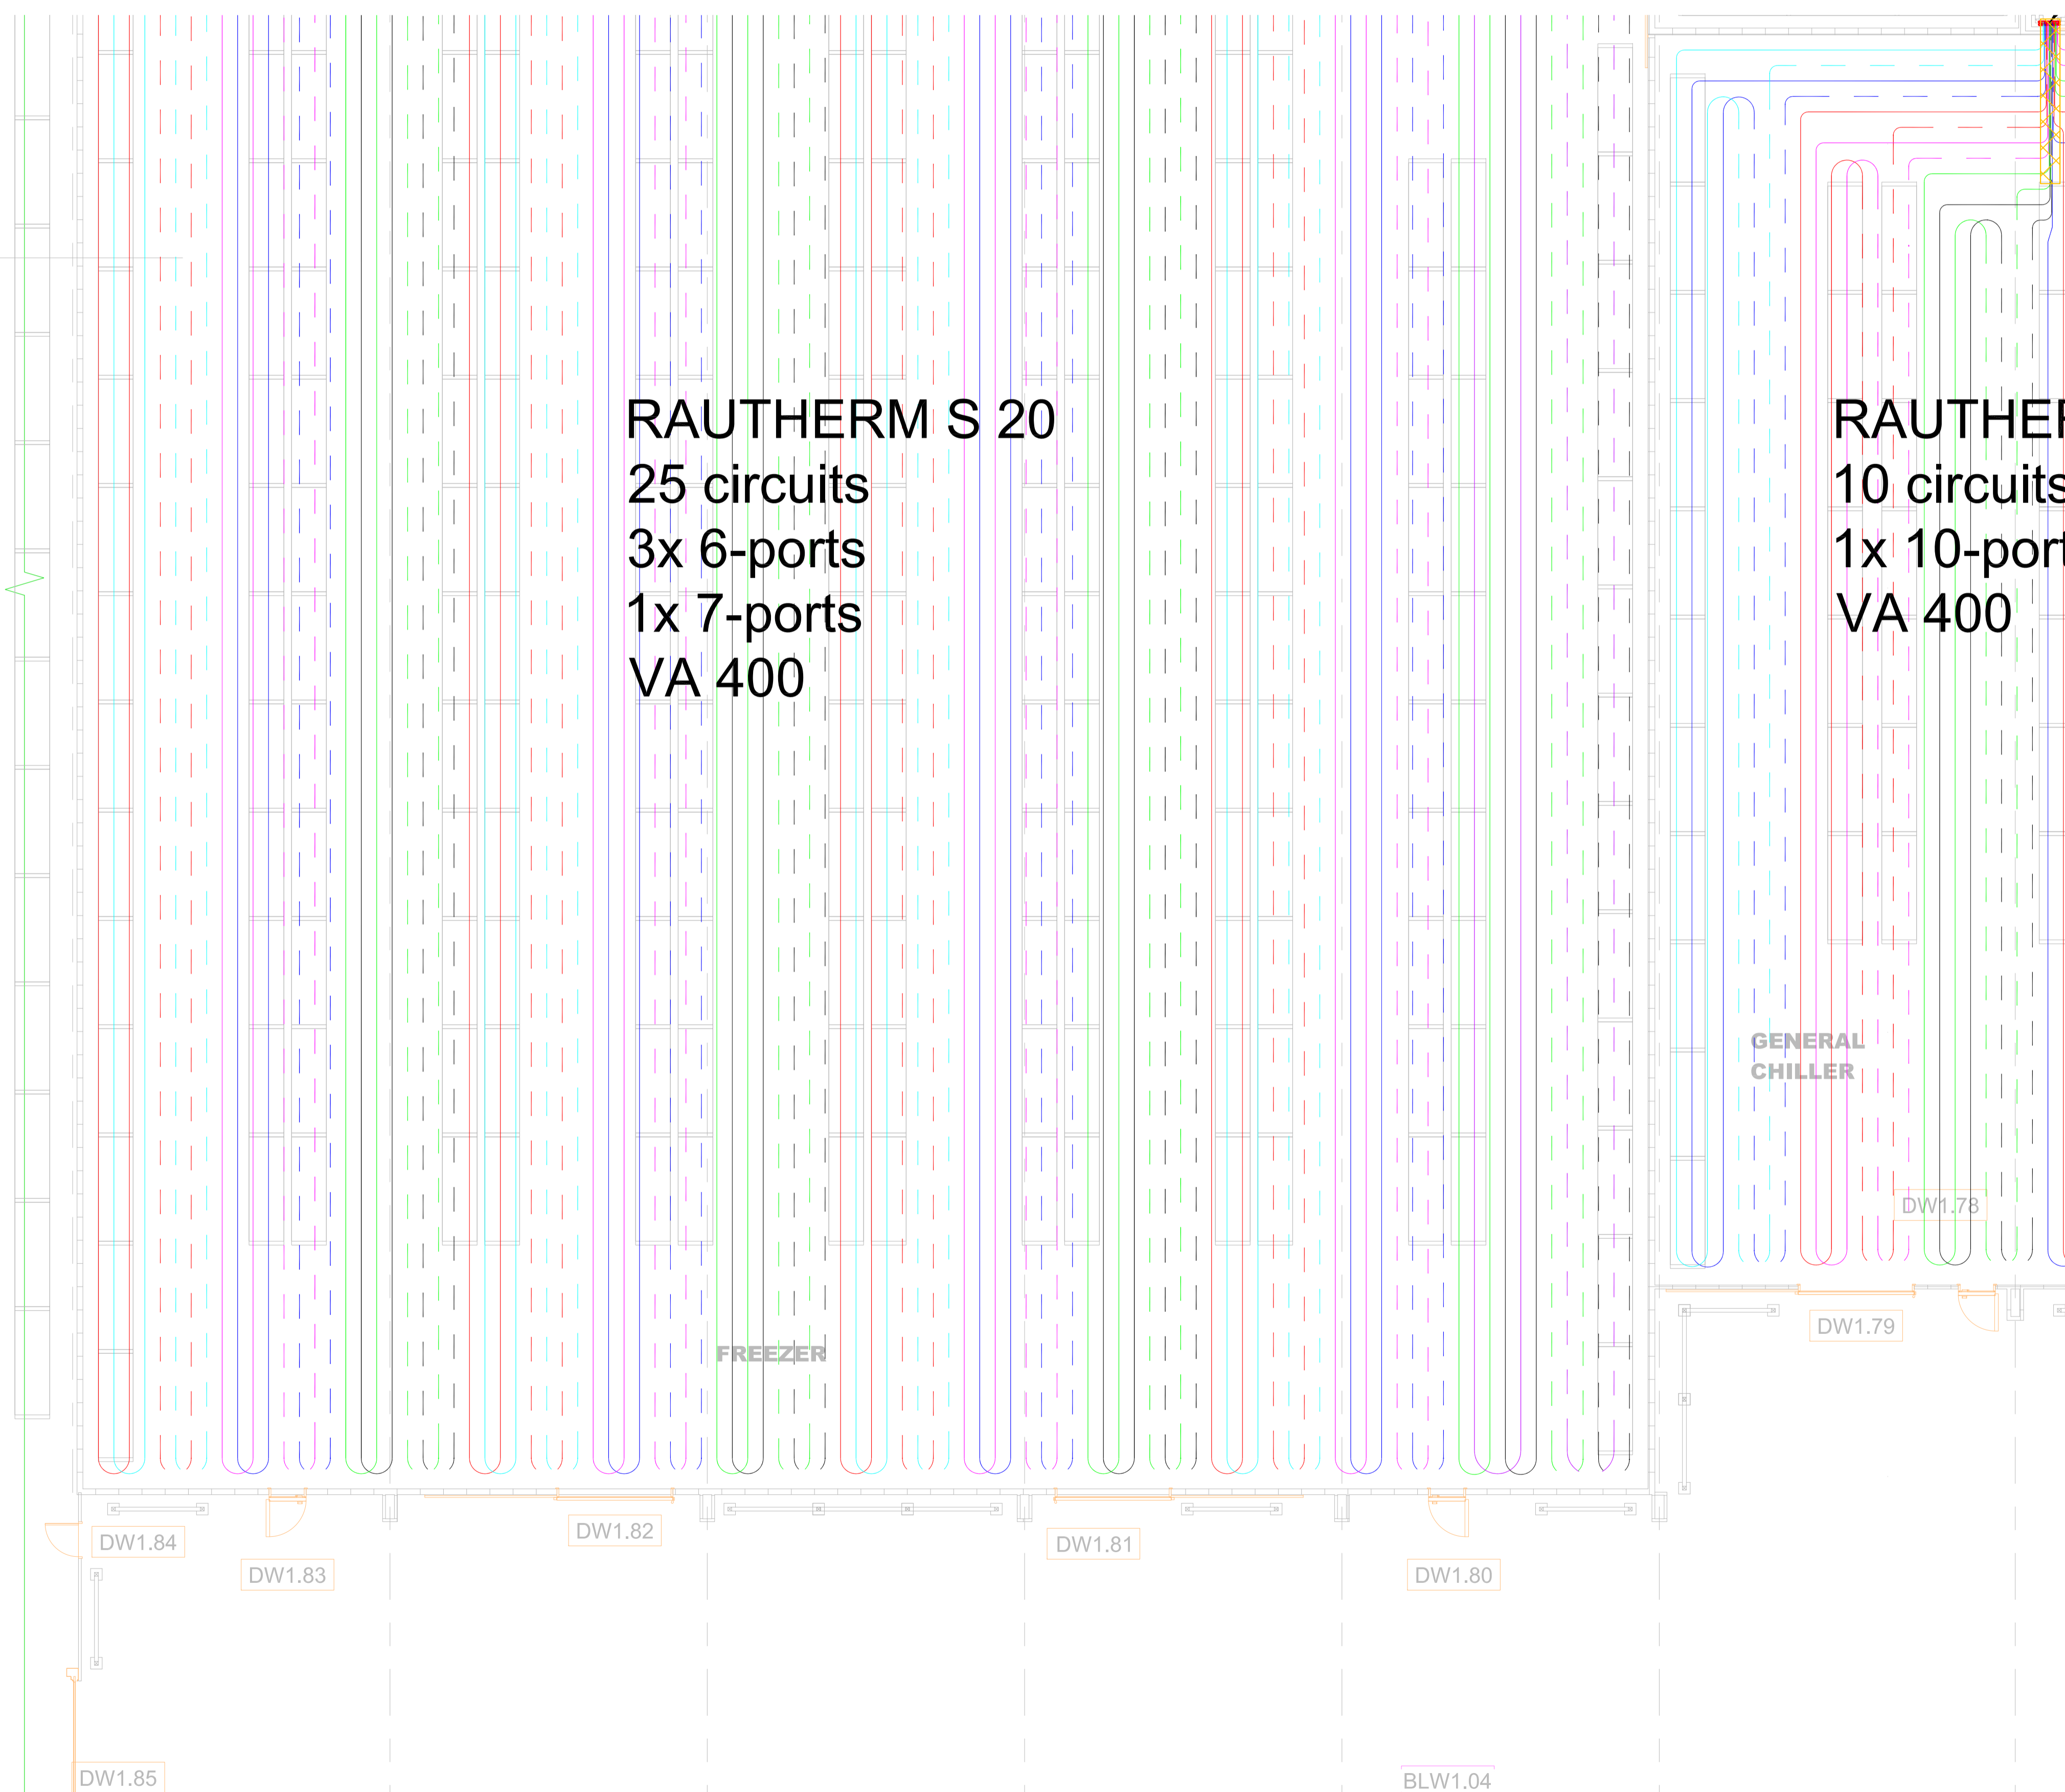 RAUTHERM S 20
25 circuits
3x 6-ports
1x 7-ports
VA 400
10 circuits
1x
VA 400
GENERAL
CHILLER
DW1.78
DW1.79
FREEZER
DW1.84
DW1.83
DW1.82
DW1.81
DW1.80
DW1.85
BLW1.04